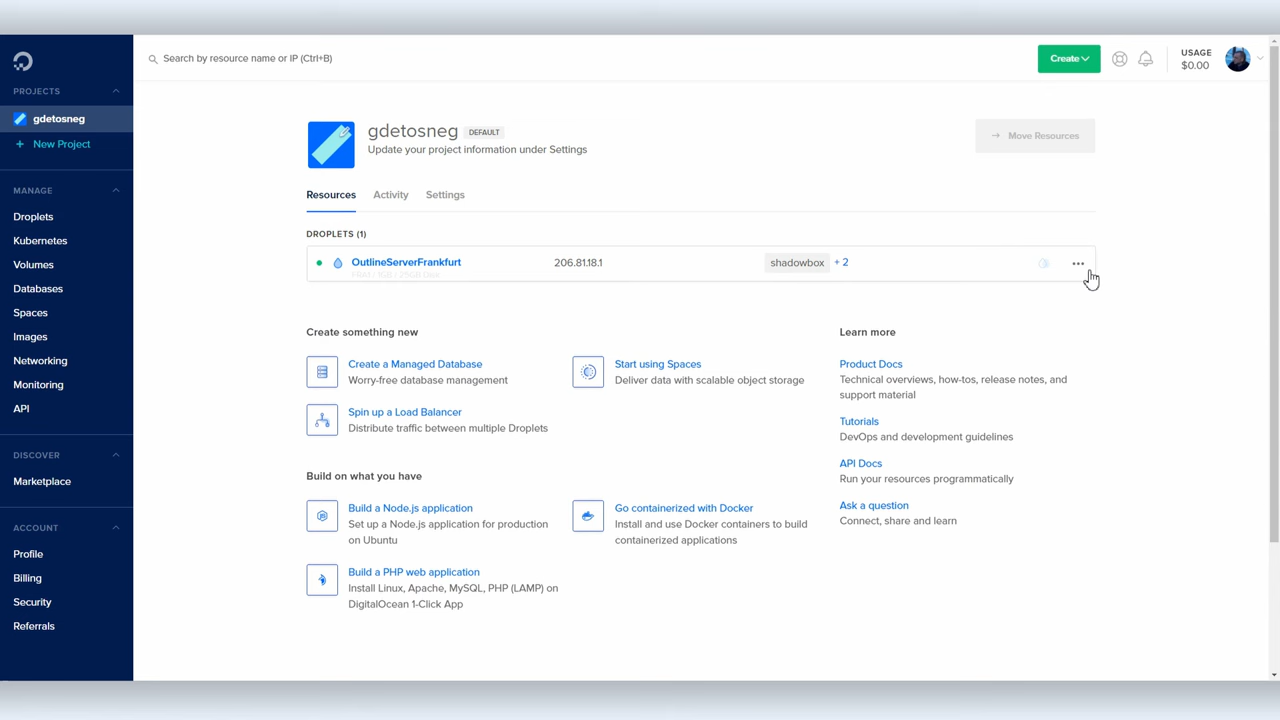 Search by resource name or IP (Ctrl+B)
Create
USAGE
$0.00
PROJECTS
gdetosneg
+ New Project
MANAGE
Droplets
Kubernetes
Volumes
Databases
Spaces
Images
Networking
Monitoring
API
DISCOVER
Marketplace
ACCOUNT
Profile
Billing
Security
Referrals
gdetosneg DEFAULT
Update your project information under Settings
→ Move Resources
Resources Activity Settings
DROPLETS (1)
OutlineServerFrankfurt 206.81.18.1 shadowbox + 2
FRA1 / 1GB / 25GB Disk
Create something new
Create a Managed Database
Worry-free database management
Start using Spaces
Deliver data with scalable object storage
Spin up a Load Balancer
Distribute traffic between multiple Droplets
Build on what you have
Build a Node.js application
Set up a Node.js application for production
on Ubuntu
Go containerized with Docker
Install and use Docker containers to build
containerized applications
Build a PHP web application
Install Linux, Apache, MySQL, PHP (LAMP) on
DigitalOcean 1-Click App
Learn more
Product Docs
Technical overviews, how-tos, release notes, and
support material
Tutorials
DevOps and development guidelines
API Docs
Run your resources programmatically
Ask a question
Connect, share and learn